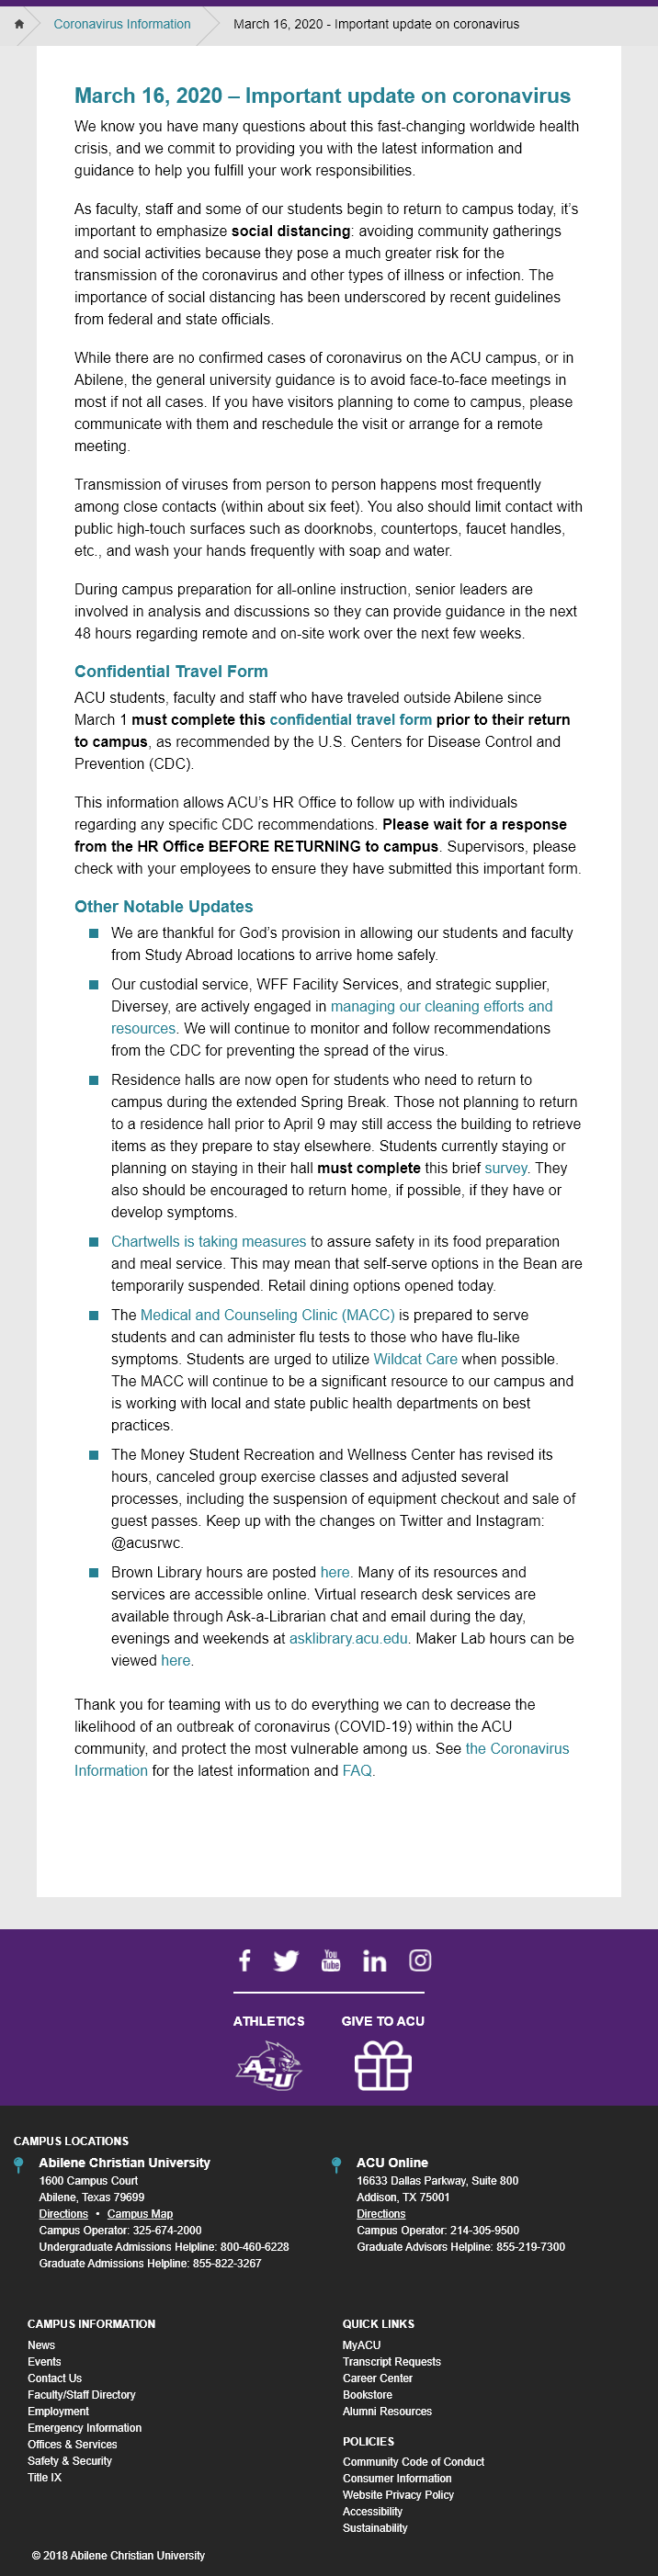 Coronavirus Information March 16, 2020 - Important update on coronavirus
March 16, 2020 – Important update on coronavirus
We know you have many questions about this fast-changing worldwide health
crisis, and we commit to providing you with the latest information and
guidance to help you fulfill your work responsibilities.
As faculty, staff and some of our students begin to return to campus today, it’s
important to emphasize social distancing: avoiding community gatherings
and social activities because they pose a much greater risk for the
transmission of the coronavirus and other types of illness or infection. The
importance of social distancing has been underscored by recent guidelines
from federal and state officials.
While there are no confirmed cases of coronavirus on the ACU campus, or in
Abilene, the general university guidance is to avoid face-to-face meetings in
most if not all cases. If you have visitors planning to come to campus, please
communicate with them and reschedule the visit or arrange for a remote
meeting.
Transmission of viruses from person to person happens most frequently
among close contacts (within about six feet). You also should limit contact with
public high-touch surfaces such as doorknobs, countertops, faucet handles,
etc., and wash your hands frequently with soap and water.
During campus preparation for all-online instruction, senior leaders are
involved in analysis and discussions so they can provide guidance in the next
48 hours regarding remote and on-site work over the next few weeks.
Confidential Travel Form
ACU students, faculty and staff who have traveled outside Abilene since
March 1 must complete this confidential travel form prior to their return
to campus, as recommended by the U.S. Centers for Disease Control and
Prevention (CDC).
This information allows ACU’s HR Office to follow up with individuals
regarding any specific CDC recommendations. Please wait for a response
from the HR Office BEFORE RETURNING to campus. Supervisors, please
check with your employees to ensure they have submitted this important form.
Other Notable Updates
We are thankful for God’s provision in allowing our students and faculty
from Study Abroad locations to arrive home safely.
Our custodial service, WFF Facility Services, and strategic supplier,
Diversey, are actively engaged in managing our cleaning efforts and
resources. We will continue to monitor and follow recommendations
from the CDC for preventing the spread of the virus.
Residence halls are now open for students who need to return to
campus during the extended Spring Break. Those not planning to return
to a residence hall prior to April 9 may still access the building to retrieve
items as they prepare to stay elsewhere. Students currently staying or
planning on staying in their hall must complete this brief survey. They
also should be encouraged to return home, if possible, if they have or
develop symptoms.
Chartwells is taking measures to assure safety in its food preparation
and meal service. This may mean that self-serve options in the Bean are
temporarily suspended. Retail dining options opened today.
The Medical and Counseling Clinic (MACC) is prepared to serve
students and can administer flu tests to those who have flu-like
symptoms. Students are urged to utilize Wildcat Care when possible.
The MACC will continue to be a significant resource to our campus and
is working with local and state public health departments on best
practices.
The Money Student Recreation and Wellness Center has revised its
hours, canceled group exercise classes and adjusted several
processes, including the suspension of equipment checkout and sale of
guest passes. Keep up with the changes on Twitter and Instagram:
@acusrwc.
Brown Library hours are posted here. Many of its resources and
services are accessible online. Virtual research desk services are
available through Ask-a-Librarian chat and email during the day,
evenings and weekends at asklibrary.acu.edu. Maker Lab hours can be
viewed here.
Thank you for teaming with us to do everything we can to decrease the
likelihood of an outbreak of coronavirus (COVID-19) within the ACU
community, and protect the most vulnerable among us. See the Coronavirus
Information for the latest information and FAQ.
You Tube
ATHLETICS GIVE TO ACU
ACU
CAMPUS LOCATIONS
Abilene Christian University
1600 Campus Court
Abilene, Texas 79699
Directions • Campus Map
Campus Operator: 325-674-2000
Undergraduate Admissions Helpline: 800-460-6228
Graduate Admissions Helpline: 855-822-3267
ACU Online
16633 Dallas Parkway, Suite 800
Addison, TX 75001
Directions
Campus Operator: 214-305-9500
Graduate Advisors Helpline: 855-219-7300
CAMPUS INFORMATION
News
Events
Contact Us
Faculty/Staff Directory
Employment
Emergency Information
Offices & Services
Safety & Security
Title IX
QUICK LINKS
MyACU
Transcript Requests
Career Center
Bookstore
Alumni Resources
POLICIES
Community Code of Conduct
Consumer Information
Website Privacy Policy
Accessibility
Sustainability
© 2018 Abilene Christian University